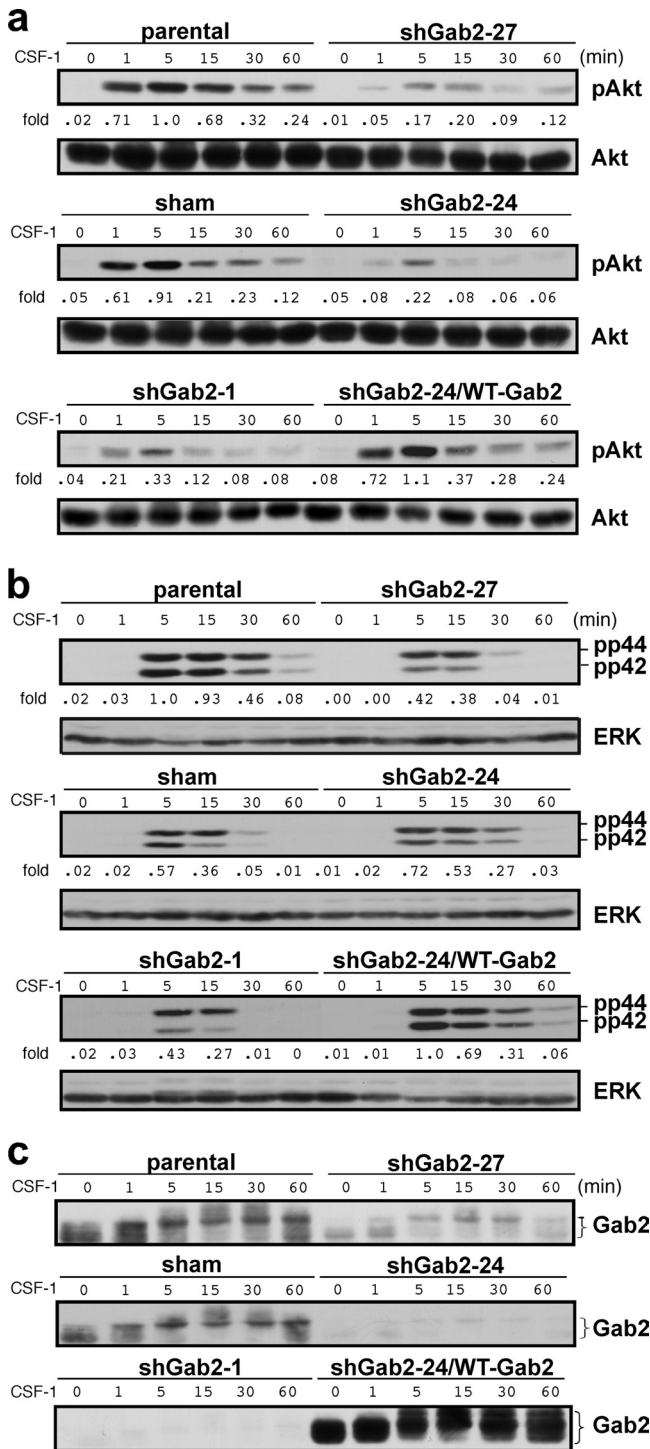 a
parental shGab2-27
CSF-1 0 1 5 15 30 60 0 1 5 15 30 60 (min)
pAkt
fold .02 .71 1.0 .68 .32 .24 .01 .05 .17 .20 .09 .12
Akt
sham shGab2-24
CSF-1 0 1 5 15 30 60 0 1 5 15 30 60
pAkt
fold .05 .61 .91 .21 .23 .12 .05 .08 .22 .08 .06 .06
Akt
shGab2-1 shGab2-24/WT-Gab2
CSF-1 0 1 5 15 30 60 0 1 5 15 30 60
pAkt
fold .04 .21 .33 .12 .08 .08 .08 .72 1.1 .37 .28 .24
Akt
b
parental shGab2-27
CSF-1 0 1 5 15 30 60 0 1 5 15 30 60 (min)
pp44
pp42
fold .02 .03 1.0 .93 .46 .08 .00 .00 .42 .38 .04 .01
ERK
sham shGab2-24
CSF-1 0 1 5 15 30 60 0 1 5 15 30 60
pp44
pp42
fold .02 .02 .57 .36 .05 .01 .01 .02 .72 .53 .27 .03
ERK
shGab2-1 shGab2-24/WT-Gab2
CSF-1 0 1 5 15 30 60 0 1 5 15 30 60
pp44
pp42
fold .02 .03 .43 .27 .01 0 .01 .01 1.0 .69 .31 .06
ERK
c
parental shGab2-27
CSF-1 0 1 5 15 30 60 0 1 5 15 30 60 (min)
Gab2
sham shGab2-24
CSF-1 0 1 5 15 30 60 0 1 5 15 30 60
Gab2
shGab2-1 shGab2-24/WT-Gab2
CSF-1 0 1 5 15 30 60 0 1 5 15 30 60
Gab2